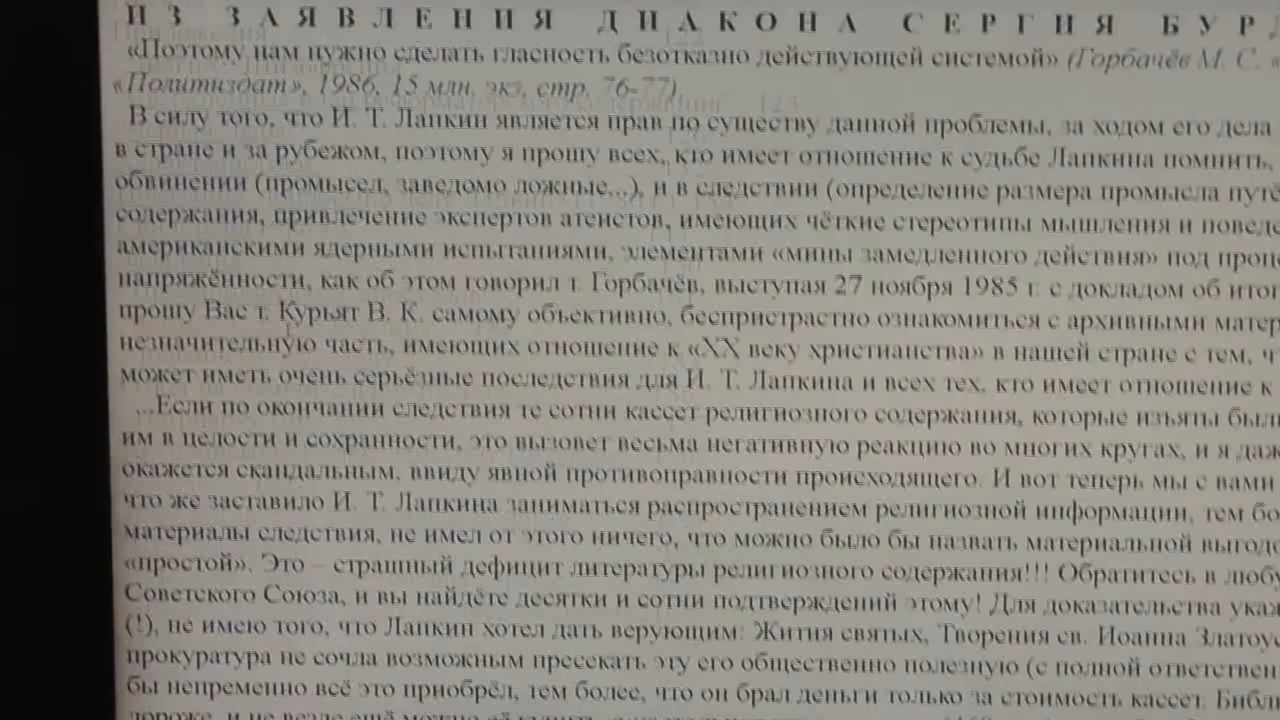 ИЗ ЗАЯВЛЕНИЯ ДИАКОНА СЕРГИЯ
«Поэтому нам нужно сделать гласность безотказно действующей системой» (Горбачёв М. С. «
«Политиздат», 1986, 15 млн. экз, стр. 76-77).
В силу того, что И. Т. Лапкин является прав по существу данной проблемы, за ходом его дела
в стране и за рубежом, поэтому я прошу всех, кто имеет отношение к судьбе Лапкина помнить,
обвинении (промысел, заведомо ложные...), и в следствии (определение размера промысла путё
содержания, привлечение экспертов атеистов, имеющих чёткие стереотипы мышления и поведе
американскими ядерными испытаниями, элементами «мины замедленного действия» под проце
напряжённости, как об этом говорил т. Горбачёв, выступая 27 ноября 1985 г. с докладом об итог
прошу Вас т. Курьят В. К. самому объективно, беспристрастно ознакомиться с архивными матер
незначительную часть, имеющих отношение к «XX веку христианства» в нашей стране с тем, ч
может иметь очень серьёзные последствия для И. Т. Лапкина и всех тех, кто имеет отношение к
...Если по окончании следствия те сотни кассет религиозного содержания, которые изъяты был
им в целости и сохранности, это вызовет весьма негативную реакцию во многих кругах, и я даж
окажется скандальным, ввиду явной противоправности происходящего. И вот теперь мы с вами
что же заставило И. Т. Лапкина заниматься распространением религиозной информации, тем бо
материалы следствия, не имел от этого ничего, что можно было бы назвать материальной выгодо
«простой». Это – страшный дефицит литературы религиозного содержания!!! Обратитесь в любу
Советского Союза, и вы найдёте десятки и сотни подтверждений этому! Для доказательства укаж
(!), не имею того, что Лапкин хотел дать верующим: Жития святых, Творения св. Иоанна Златоус
прокуратура не сочла возможным пресекать эту его общественно полезную (с полной ответствен
бы непременно всё это приобрёл, тем более, что он брал деньги только за стоимость кассет. Библи